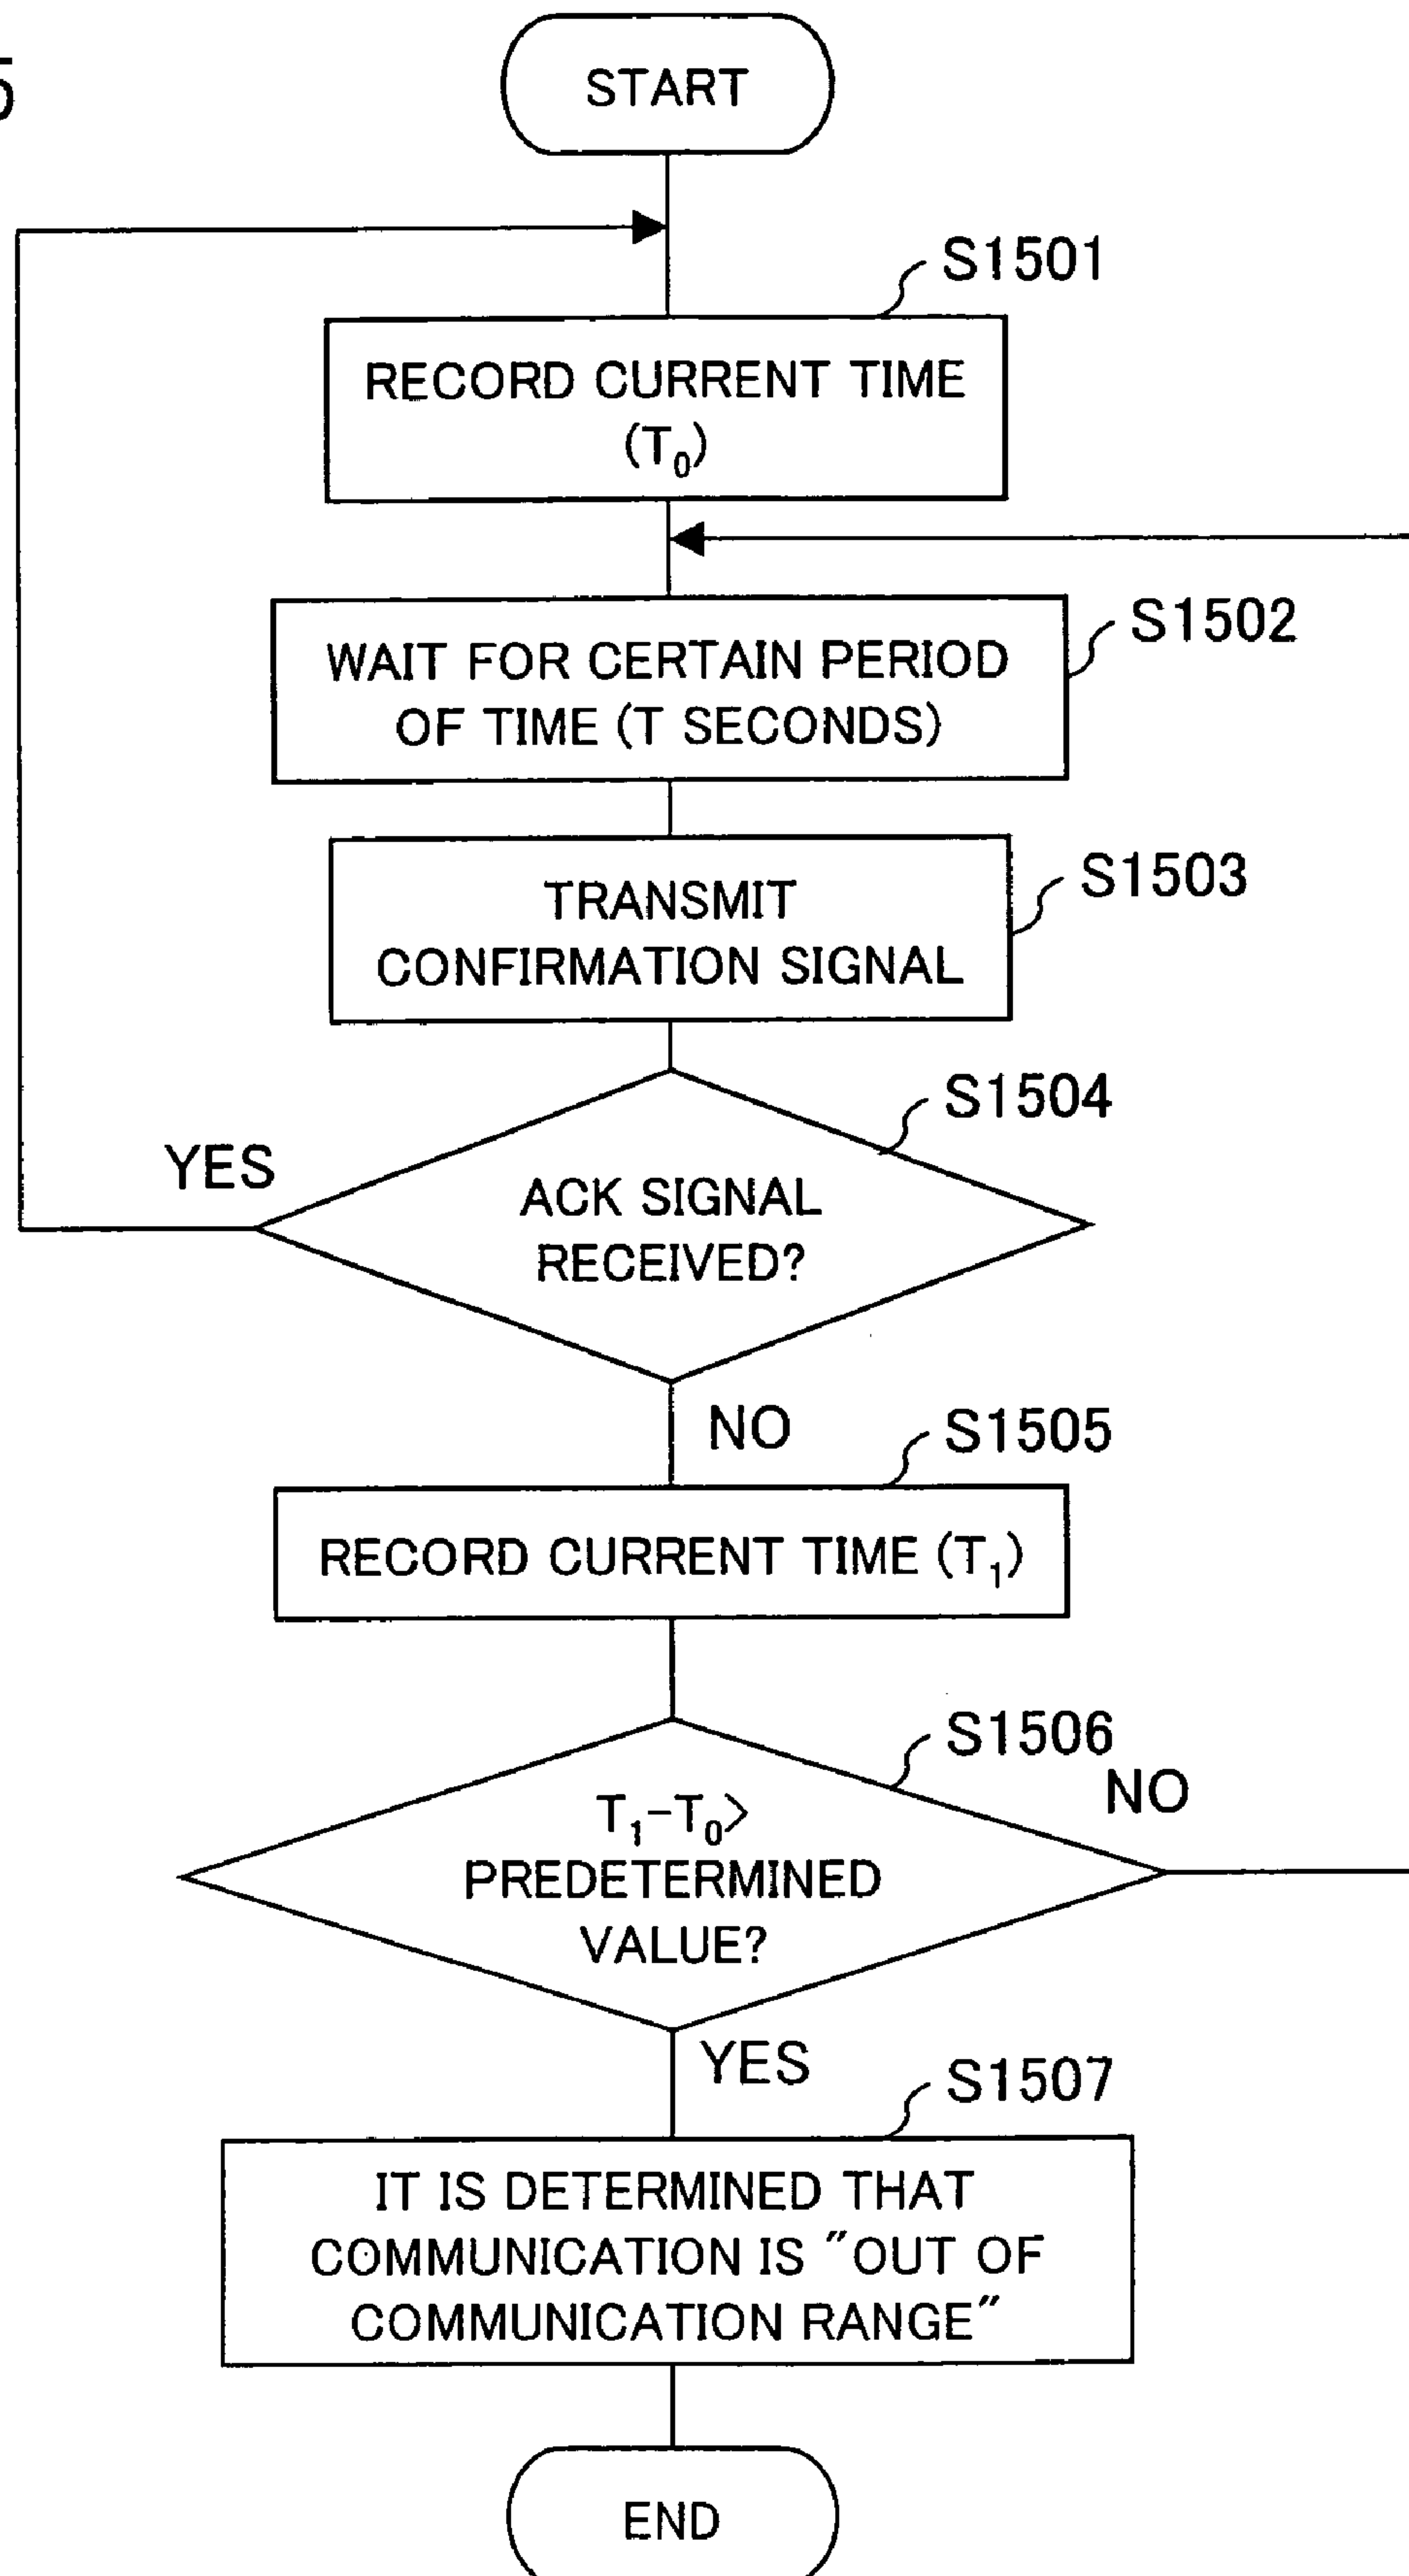 5
START
S1501
RECORD CURRENT TIME
(T₀)
S1502
WAIT FOR CERTAIN PERIOD
OF TIME (T SECONDS)
S1503
TRANSMIT
CONFIRMATION SIGNAL
S1504
YES
ACK SIGNAL
RECEIVED?
NO
S1505
RECORD CURRENT TIME (T₁)
S1506
NO
T₁-T₀>
PREDETERMINED
VALUE?
YES
S1507
IT IS DETERMINED THAT
COMMUNICATION IS "OUT OF
COMMUNICATION RANGE"
END